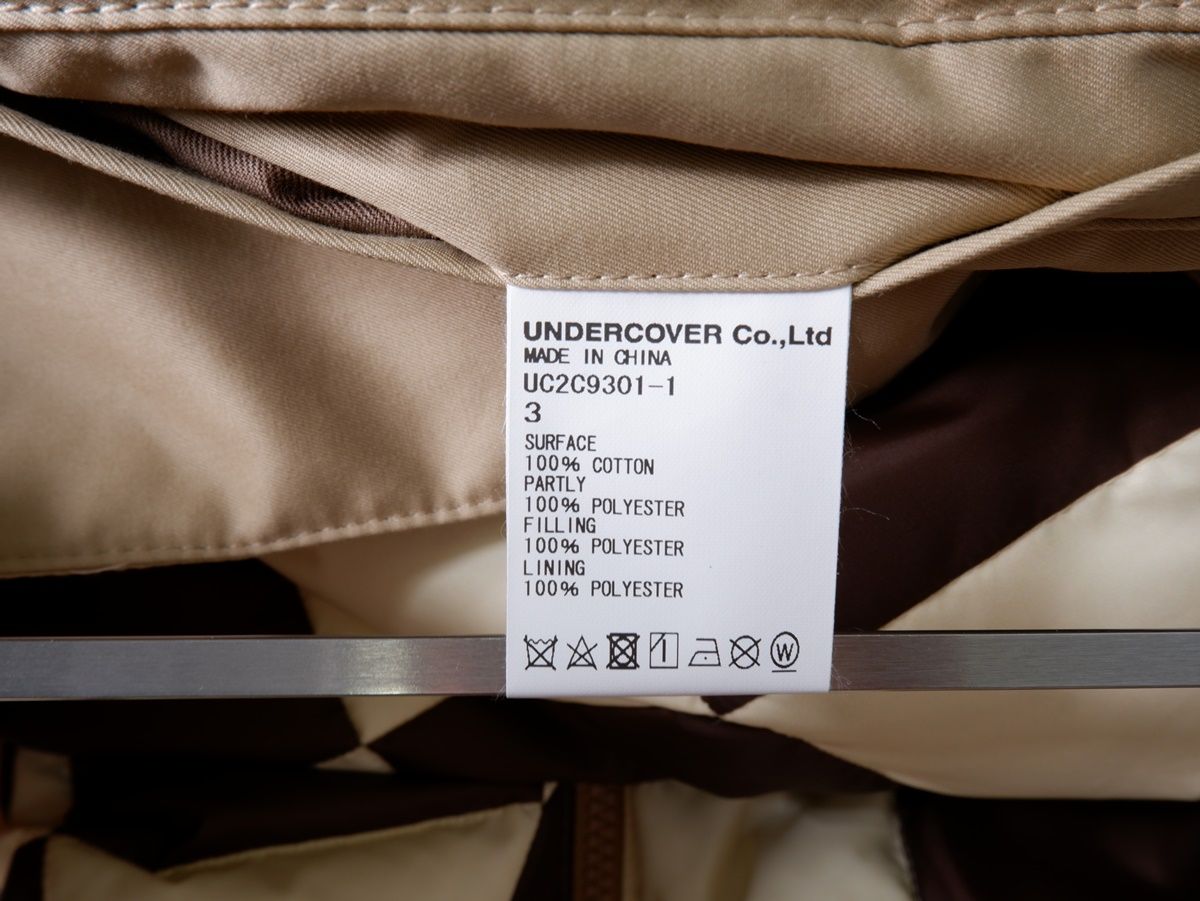 UNDERCOVER Co.,Ltd
MADE IN CHINA
UC2C9301-1
3
SURFACE
100% COTTON
PARTLY
100% POLYESTER
FILLING
100% POLYESTER
LINING
100% POLYESTER
W